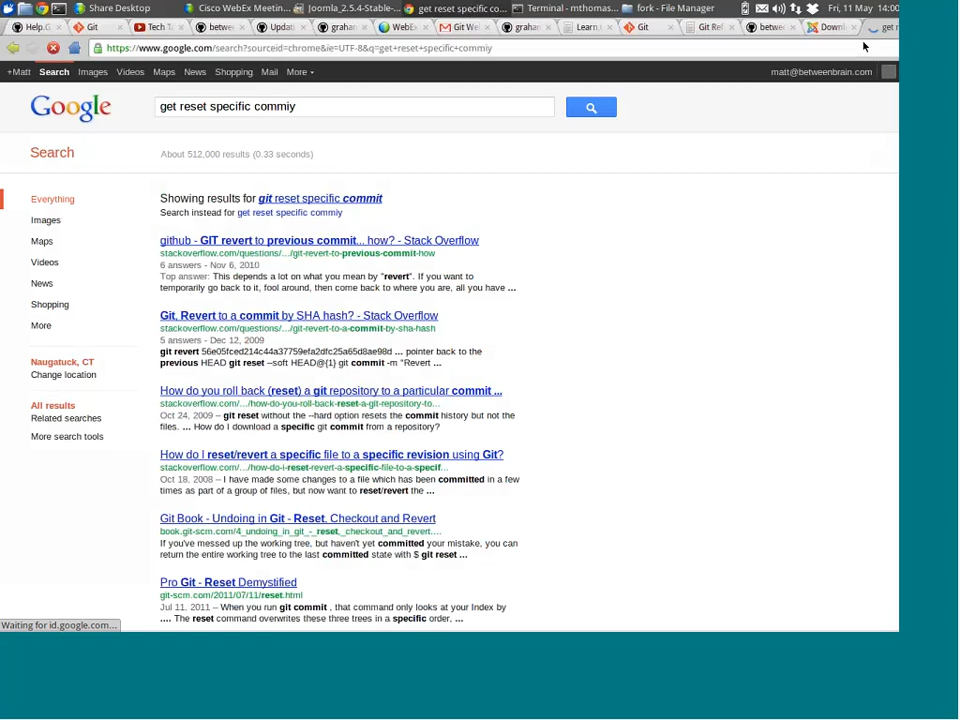 Share Desktop
Cisco WebEx Meetin...
Joomla_2.5.4-Stable-...
get reset specific co...
Terminal - mthomas...
fork - File Manager
Fri, 11 May 14:00
Help.G
Git
Tech T
betwe
Updat
graha
WebEx
Git We
graha
Learn
Git Re
Git
betwe
Downl
get r
https://www.google.com/search?sourceid=chrome&ie=UTF-8&q=get+reset+specific+commiy
+Matt Search Images Videos Maps News Shopping Mail More
matt@betweenbrain.com
Google
get reset specific commiy
Search
About 512,000 results (0.33 seconds)
Everything
Images
Maps
Videos
News
Shopping
More
Naugatuck, CT
Change location
All results
Related searches
More search tools
Showing results for git reset specific commit
Search instead for get reset specific commiy
github - GIT revert to previous commit... how? - Stack Overflow
stackoverflow.com/questions/.../git-revert-to-previous-commit-how
6 answers - Nov 6, 2010
Top answer: This depends a lot on what you mean by "revert". If you want to
temporarily go back to it, fool around, then come back to where you are, all you have ...
Git, Revert to a commit by SHA hash? - Stack Overflow
stackoverflow.com/questions/.../git-revert-to-a-commit-by-sha-hash
5 answers - Dec 12, 2009
git revert 56e05fced214c44a37759efa2dfc25a65d8ae98d ... pointer back to the
previous HEAD git reset --soft HEAD@{1} git commit -m "Revert ...
How do you roll back (reset) a git repository to a particular commit ...
stackoverflow.com/.../how-do-you-roll-back-reset-a-git-repository-to...
Oct 24, 2009 – git reset without the --hard option resets the commit history but not the
files. ... How do I download a specific git commit from a repository?
How do I reset/revert a specific file to a specific revision using Git?
stackoverflow.com/.../how-do-i-reset-revert-a-specific-file-to-a-specif...
Oct 18, 2008 – I have made some changes to a file which has been committed in a few
times as part of a group of files, but now want to reset/revert the ...
Git Book - Undoing in Git - Reset, Checkout and Revert
book.git-scm.com/4_undoing_in_git_-_reset,_checkout_and_revert....
If you've messed up the working tree, but haven't yet committed your mistake, you can
return the entire working tree to the last committed state with $ git reset ...
Pro Git - Reset Demystified
git-scm.com/2011/07/11/reset.html
Jul 11, 2011 – When you run git commit , that command only looks at your Index by
.... The reset command overwrites these three trees in a specific order, ...
Waiting for id.google.com...